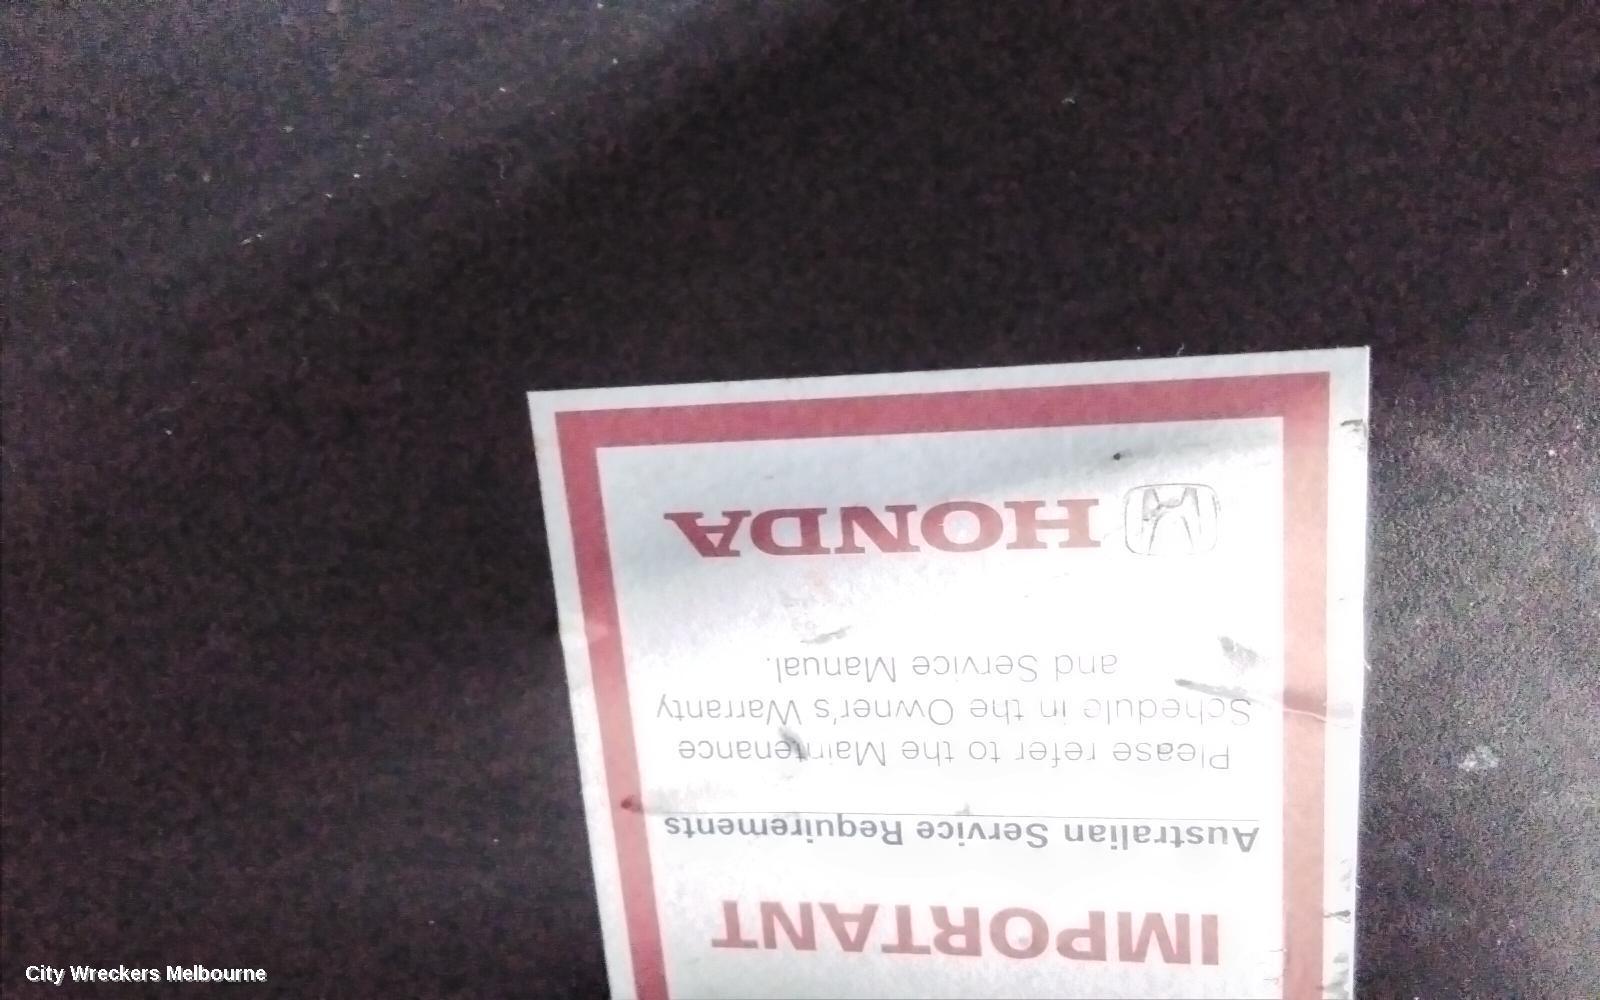 IMPORTANT
Australian Service Requirements
Please refer to the Maintenance
Schedule in the Owner's Warranty
and Service Manual.
HONDA
City Wreckers Melbourne